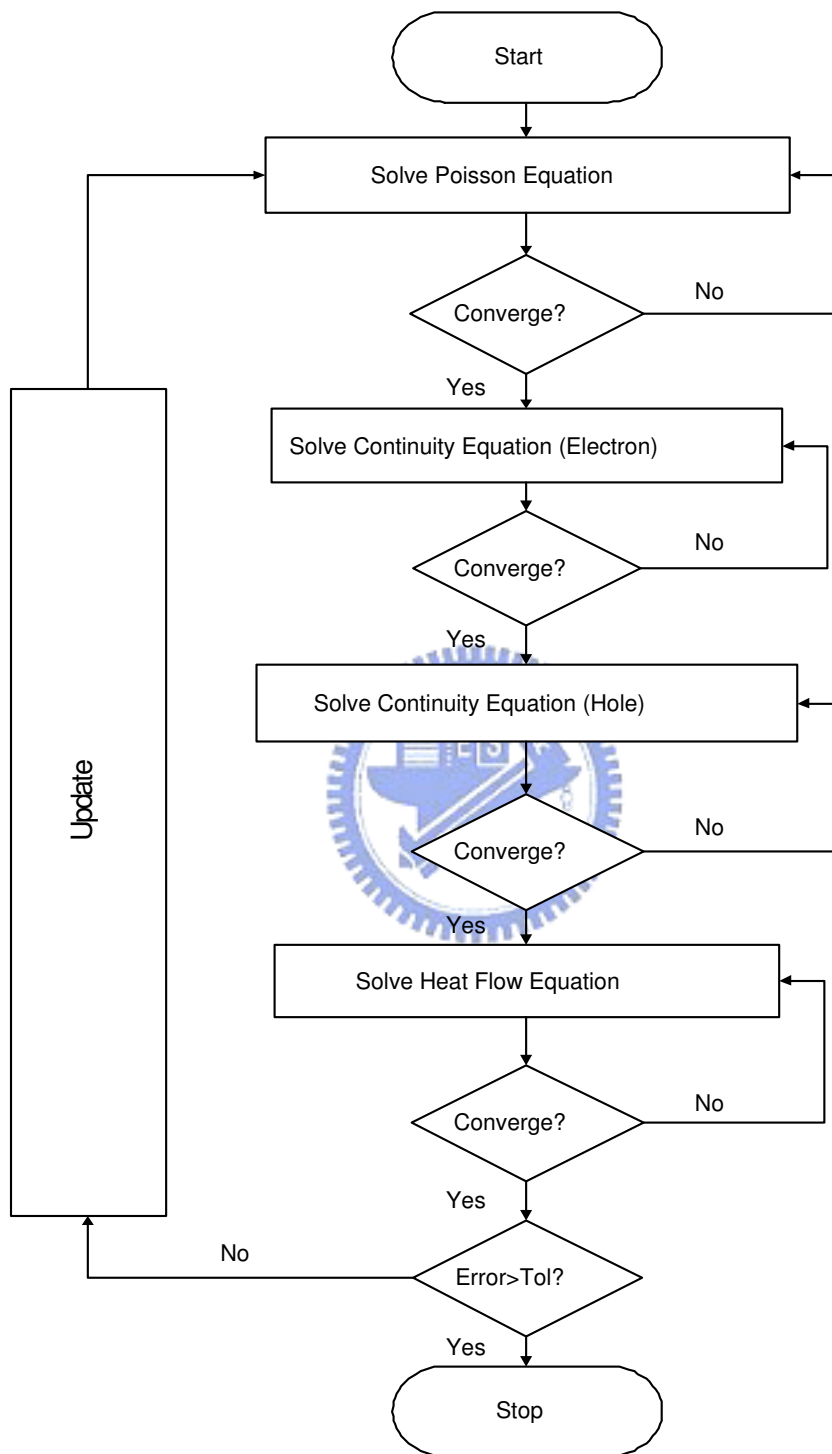 Start
Solve Poisson Equation
Converge?
No
Yes
Solve Continuity Equation (Electron)
Converge?
No
Yes
Solve Continuity Equation (Hole)
Converge?
No
Yes
Solve Heat Flow Equation
Converge?
No
Yes
Error>Tol?
No
Update
Yes
Stop